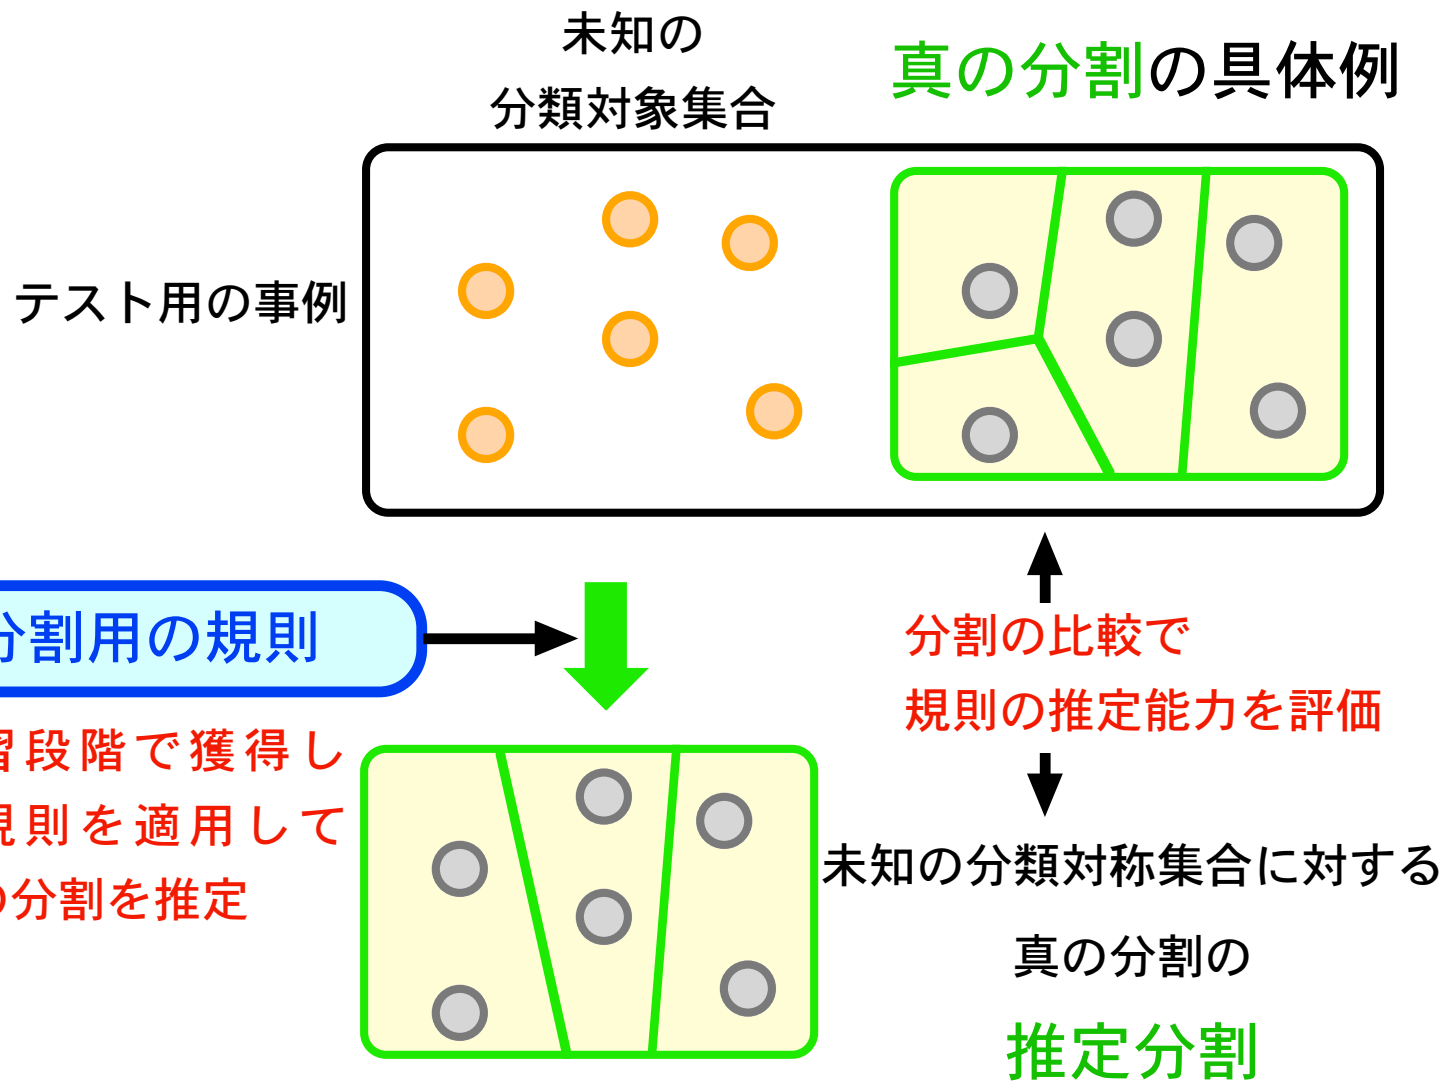 未知の
分類対象集合
真の分割の具体例
テスト用の事例
分割用の規則
習段階で獲得し
規則を適用して
の分割を推定
分割の比較で
規則の推定能力を評価
未知の分類対称集合に対する
真の分割の
推定分割